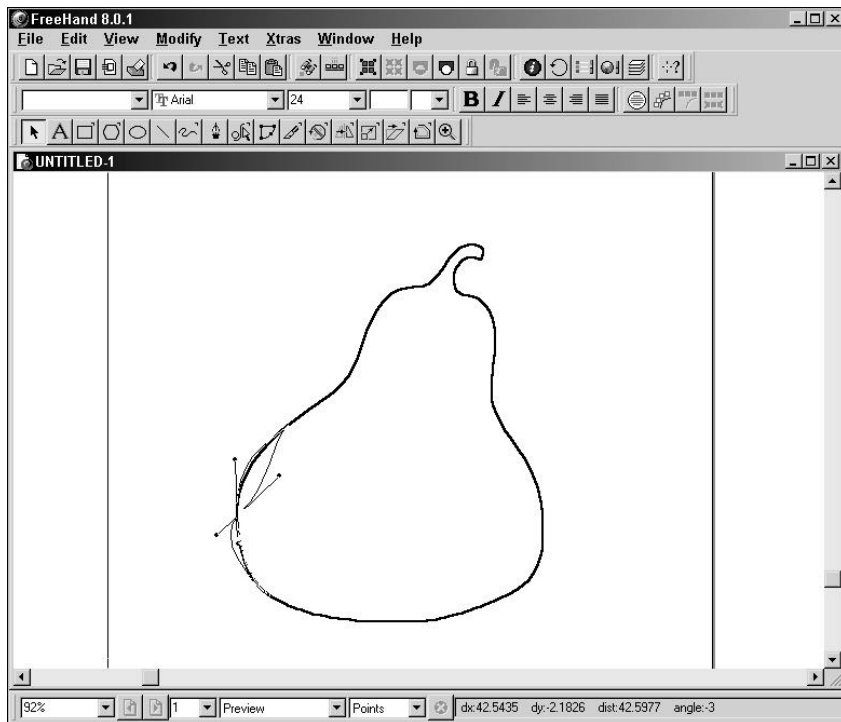 FreeHand 8.0.1
File Edit View Modify Text Xtras Window Help
Arial 24 B I
A
UNTITLED-1
92% 1 Preview Points dx:42.5435 dy:-2.1826 dist:42.5977 angle:-3